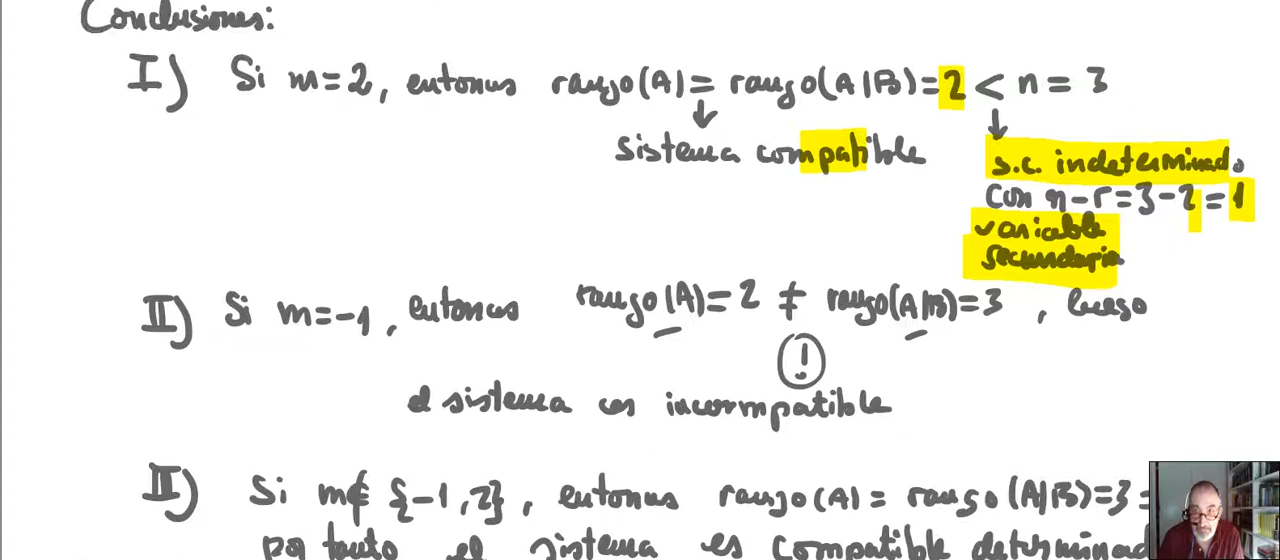 Conclusiones:
I) Si m=2, entonces rango(A) = rango(A|B) = 2 < n = 3
sistema compatible
s.c. indeterminado
con n-r=3-2=1
variable
secundaria
II) Si m=-1, entonces rango(A)=2 ≠ rango(A|B)=3, luego
!
el sistema es incompatible
III) Si m∉{-1,2}, entonces rango(A) = rango(A|B)=3 =
por tanto el sistema es compatible determinad